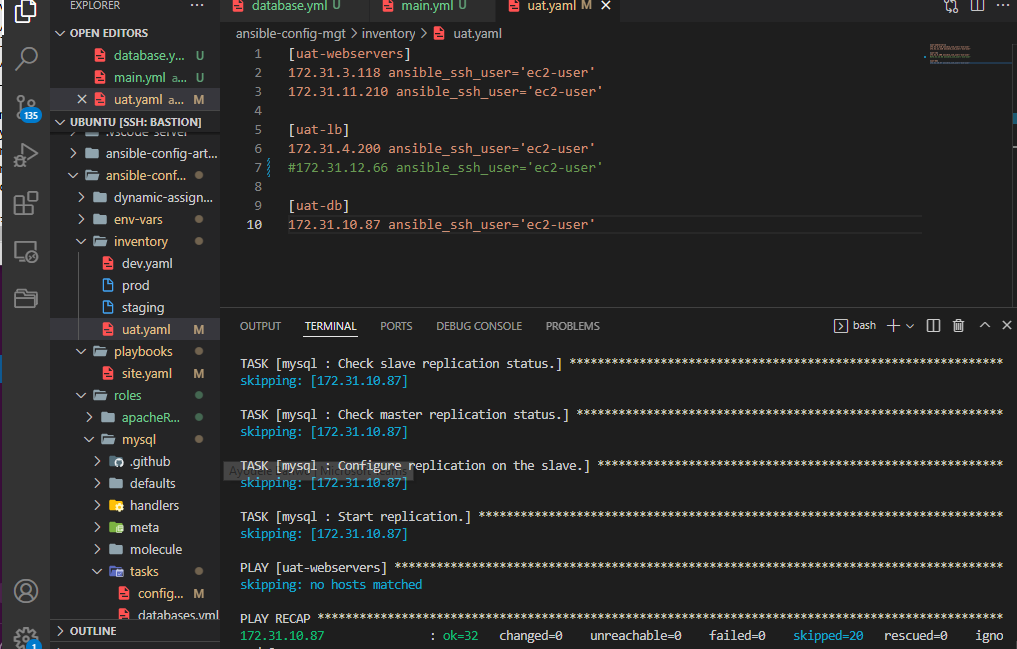 EXPLORER ...
OPEN EDITORS
database.y... U
main.yml a... U
uat.yaml a... M
UBUNTU [SSH: BASTION]
.vscode-server
ansible-config-art...
ansible-conf...
dynamic-assign...
env-vars
inventory
dev.yaml
prod
staging
uat.yaml M
playbooks
site.yaml M
roles
apacheR...
mysql
.github
defaults
handlers
meta
molecule
tasks
config... M
databases.yml
OUTLINE
135
1
database.yml U main.yml U uat.yaml M
ansible-config-mgt > inventory > uat.yaml
1 [uat-webservers]
2 172.31.3.118 ansible_ssh_user='ec2-user'
3 172.31.11.210 ansible_ssh_user='ec2-user'
4
5 [uat-lb]
6 172.31.4.200 ansible_ssh_user='ec2-user'
7 #172.31.12.66 ansible_ssh_user='ec2-user'
8
9 [uat-db]
10 172.31.10.87 ansible_ssh_user='ec2-user'
OUTPUT TERMINAL PORTS DEBUG CONSOLE PROBLEMS bash
TASK [mysql : Check slave replication status.] **************************************************************
skipping: [172.31.10.87]
TASK [mysql : Check master replication status.] *************************************************************
skipping: [172.31.10.87]
TASK [mysql : Configure replication on the slave.] **********************************************************
skipping: [172.31.10.87]
TASK [mysql : Start replication.] ***************************************************************************
skipping: [172.31.10.87]
PLAY [uat-webservers] ***************************************************************************************
skipping: no hosts matched
PLAY RECAP **************************************************************************************************
172.31.10.87 : ok=32 changed=0 unreachable=0 failed=0 skipped=20 rescued=0 igno